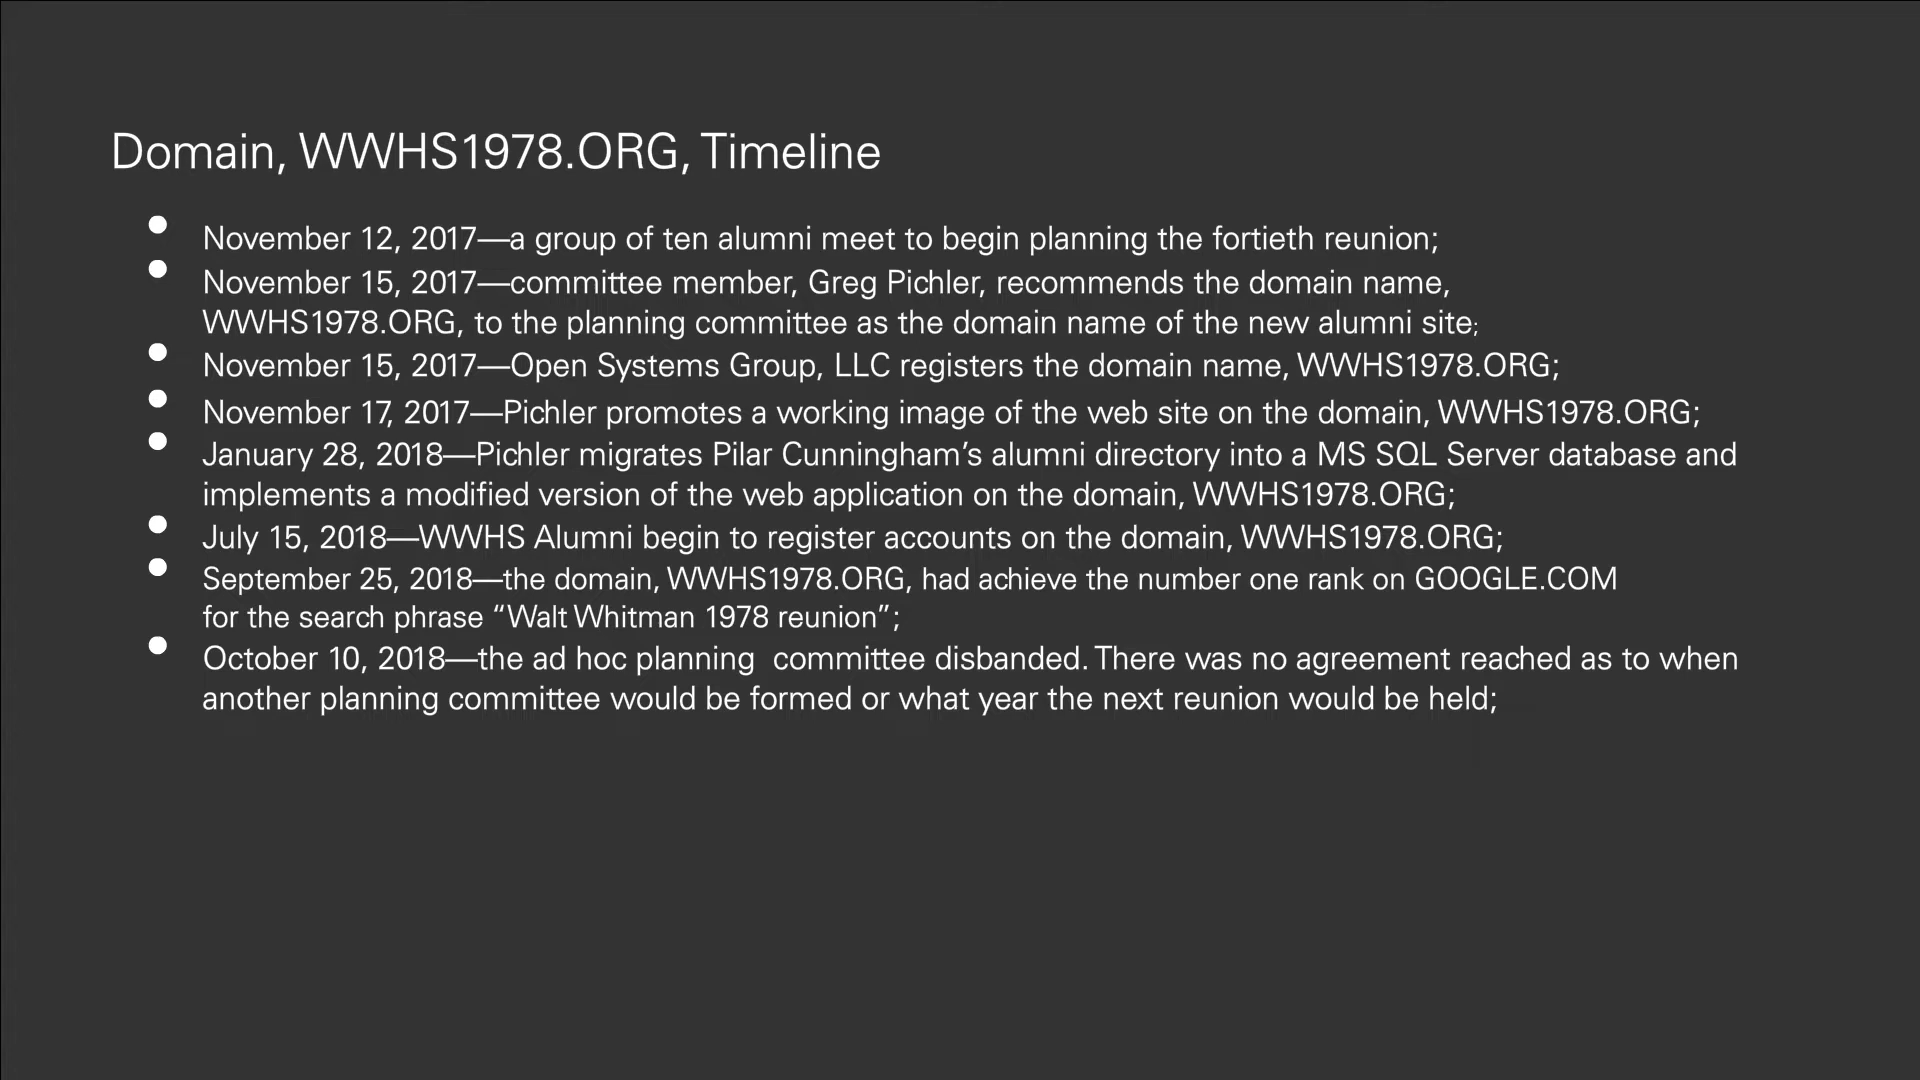 Domain, WWHS1978.ORG, Timeline
• November 12, 2017—a group of ten alumni meet to begin planning the fortieth reunion;
• November 15, 2017—committee member, Greg Pichler, recommends the domain name,
WWHS1978.ORG, to the planning committee as the domain name of the new alumni site;
• November 15, 2017—Open Systems Group, LLC registers the domain name, WWHS1978.ORG;
• November 17, 2017—Pichler promotes a working image of the web site on the domain, WWHS1978.ORG;
• January 28, 2018—Pichler migrates Pilar Cunningham’s alumni directory into a MS SQL Server database and
implements a modified version of the web application on the domain, WWHS1978.ORG;
• July 15, 2018—WWHS Alumni begin to register accounts on the domain, WWHS1978.ORG;
• September 25, 2018—the domain, WWHS1978.ORG, had achieve the number one rank on GOOGLE.COM
for the search phrase “Walt Whitman 1978 reunion”;
• October 10, 2018—the ad hoc planning  committee disbanded. There was no agreement reached as to when
another planning committee would be formed or what year the next reunion would be held;